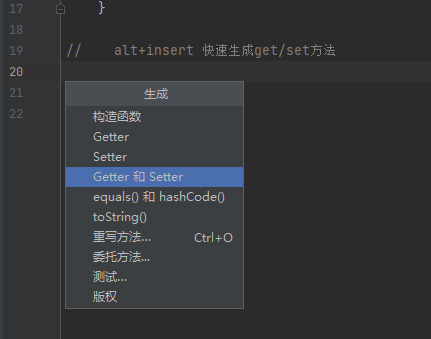 17 }
18
19 // alt+insert 快速生成get/set方法
20
21
22
生成
构造函数
Getter
Setter
Getter 和 Setter
equals() 和 hashCode()
toString()
重写方法... Ctrl+O
委托方法...
测试...
版权